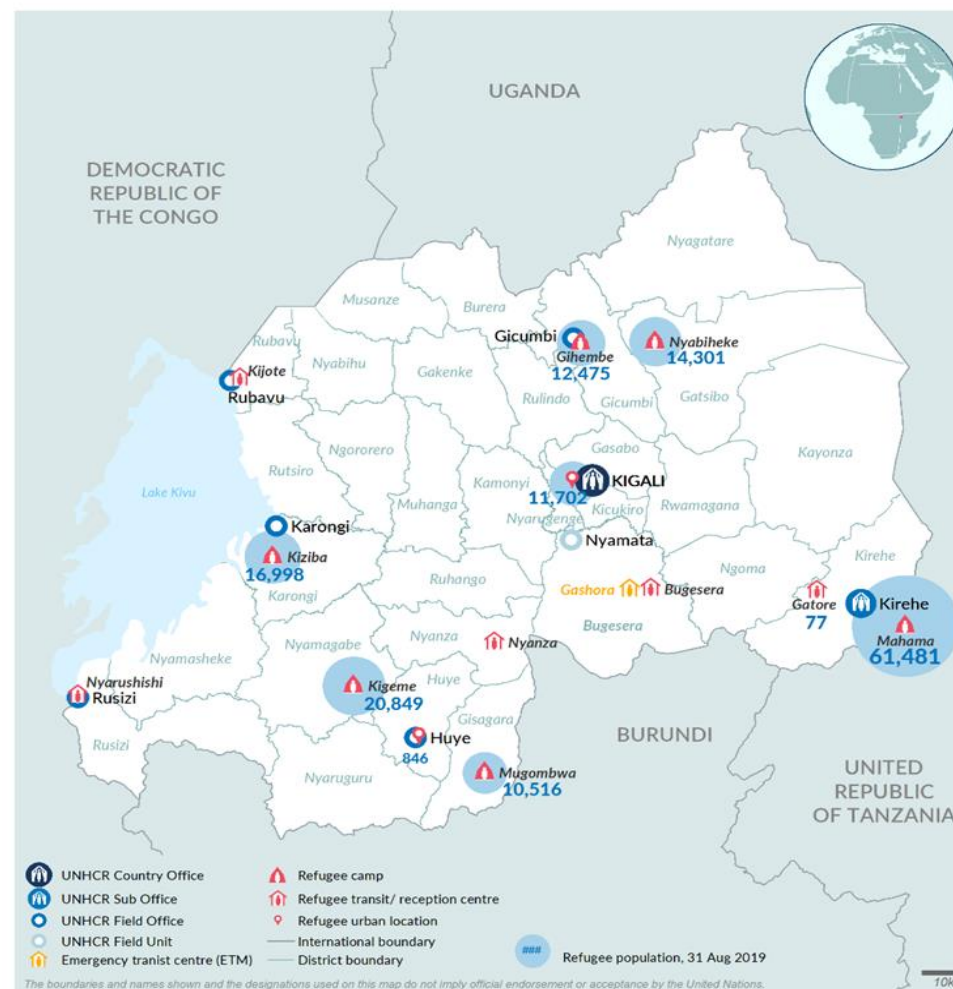 UGANDA
DEMOCRATIC
REPUBLIC OF
THE CONGO
Nyagatare
Musanze
Burera
Gicumbi
Gihembe
12,475
Nyabiheke
14,301
Rubavu
Nyabihu
Gakenke
Kijote
Rubavu
Rulindo
Gicumbi
Gatsibo
Ngororero
Gasabo
Kayonza
Rutsiro
Kamonyi
KIGALI
11,702
Lake Kivu
Muhanga
Nyarugenge
Kicukiro
Rwamagana
Karongi
Nyamata
Kiziba
16,998
Karongi
Ruhango
Ngoma
Kirehe
Gashora
Bugesera
Gatore
77
Kirehe
Mahama
61,481
Bugesera
Nyamagabe
Nyanza
Nyanza
Nyamasheke
Nyarushishi
Rusizi
Kigeme
20,849
Huye
Gisagara
Rusizi
Huye
846
BURUNDI
Nyaruguru
Mugombwa
10,516
UNITED
REPUBLIC
OF TANZANIA
UNHCR Country Office
UNHCR Sub Office
UNHCR Field Office
UNHCR Field Unit
Emergency tranist centre (ETM)
Refugee camp
Refugee transit/ reception centre
Refugee urban location
International boundary
District boundary
###
Refugee population, 31 Aug 2019
10k
The boundaries and names shown and the designations used on this map do not imply official endorsement or acceptance by the United Nations.